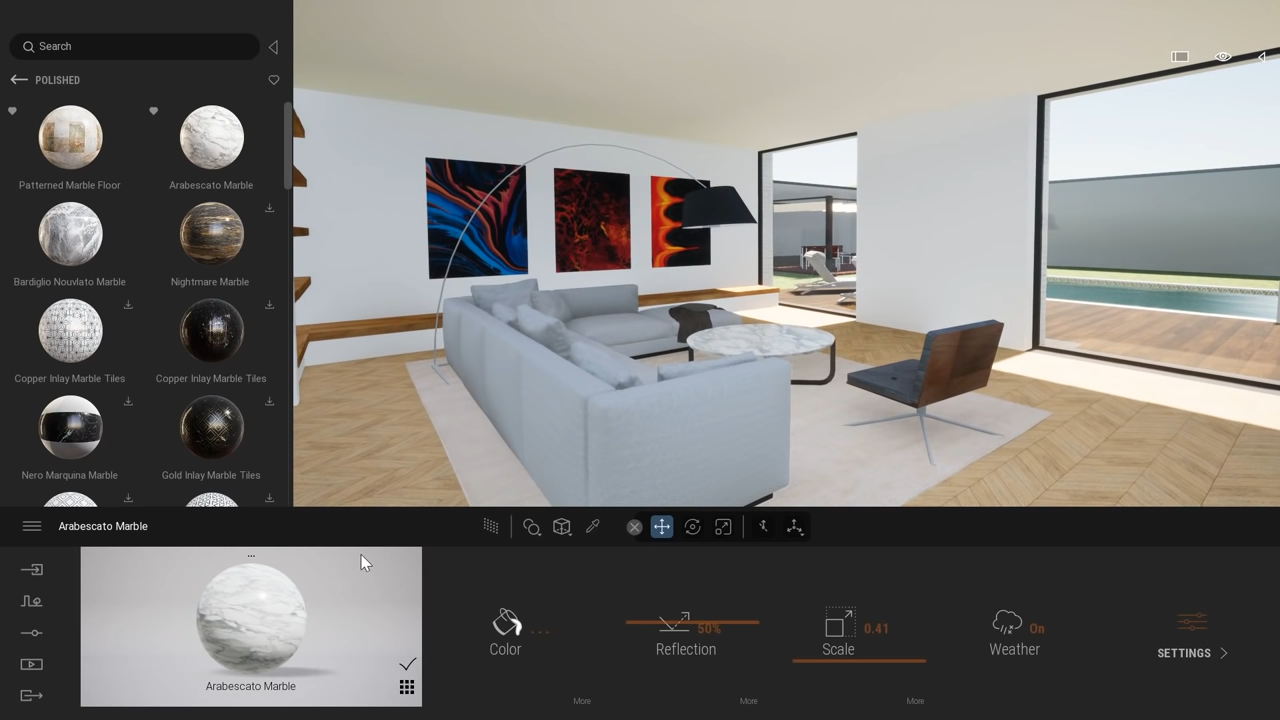 Search
POLISHED
Patterned Marble Floor
Arabescato Marble
Bardiglio Nouvlato Marble
Nightmare Marble
Copper Inlay Marble Tiles
Copper Inlay Marble Tiles
Nero Marquina Marble
Gold Inlay Marble Tiles
Arabescato Marble
...
Arabescato Marble
Color
. . .
Reflection
50%
Scale
0.41
Weather
On
SETTINGS
More
More
More